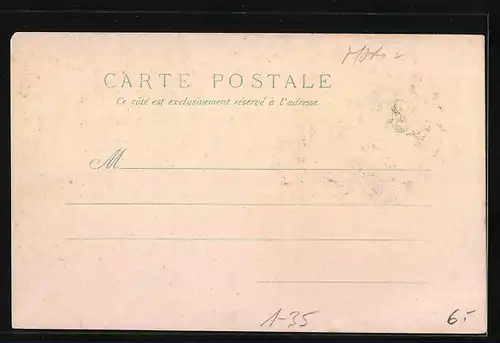 CARTE POSTALE
Ce côté est exclusivement réservé à l'adresse
M
1-35
6.-